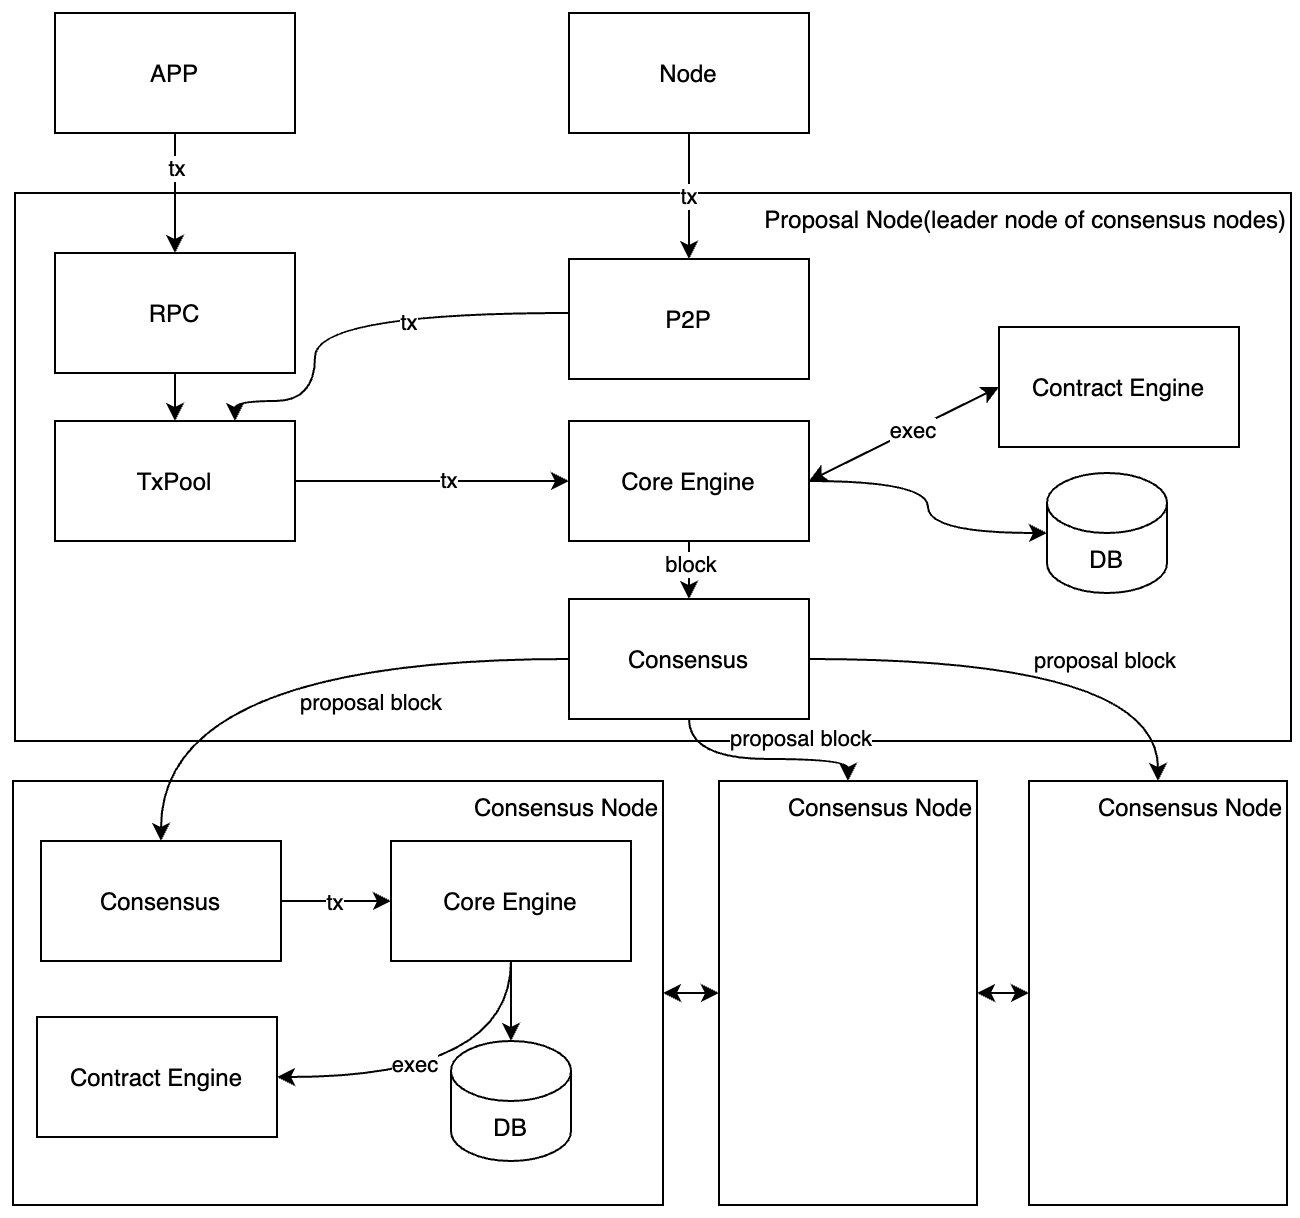 APP
Node
tx
tx
Proposal Node(leader node of consensus nodes)
RPC
P2P
tx
Contract Engine
exec
TxPool
tx
Core Engine
DB
block
Consensus
proposal block
proposal block
proposal block
Consensus Node
Consensus Node
Consensus Node
Consensus
tx
Core Engine
exec
Contract Engine
DB